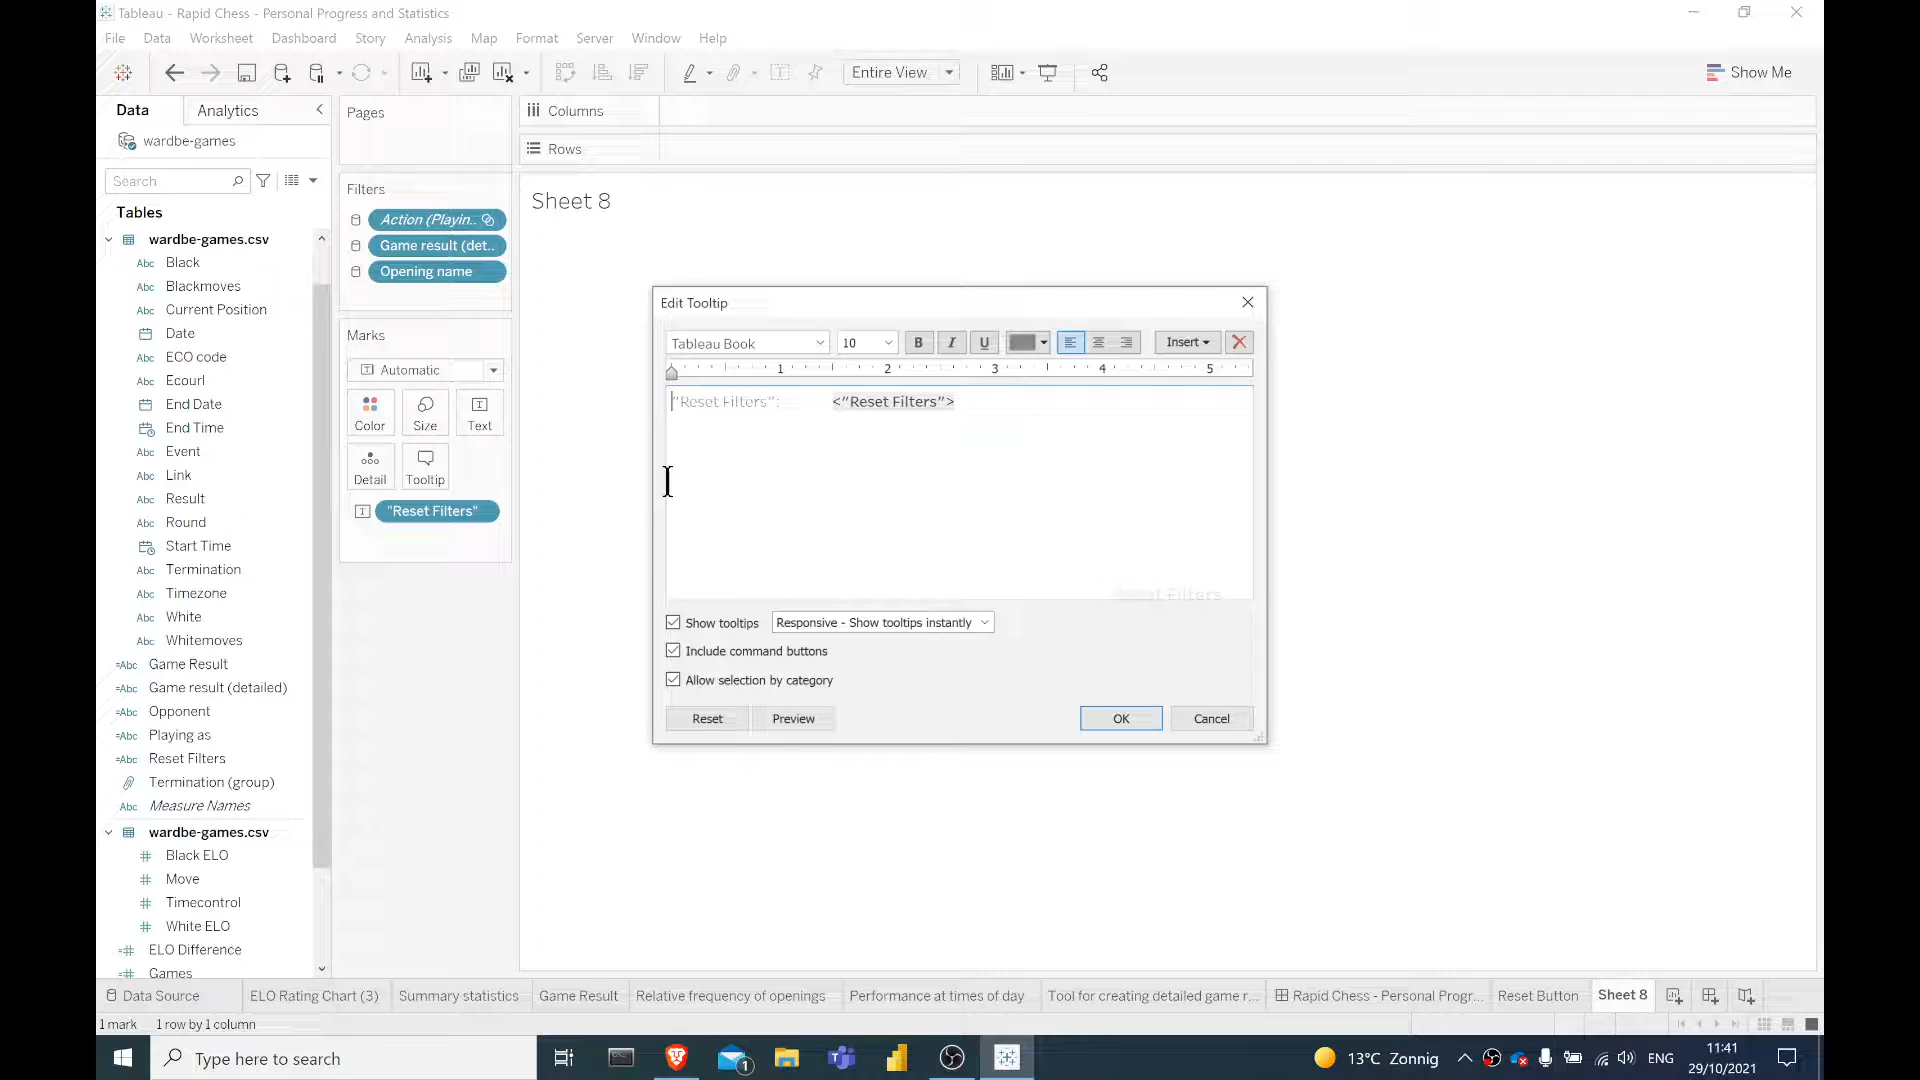 Tableau - Rapid Chess - Personal Progress and Statistics
File Data Worksheet Dashboard Story Analysis Map Format Server Window Help
Entire View
Show Me
Data Analytics
Pages
Columns
wardbe-games
Rows
Search
Filters
Sheet 8
Tables
Action (Playin..
wardbe-games.csv
Game result (det..
Black
Opening name
Blackmoves
Current Position
Date
Marks
ECO code
Automatic
Ecourl
End Date
Color Size Text
End Time
Event
Detail Tooltip
Link
Result
"Reset Filters"
Round
Start Time
Termination
Timezone
White
Whitemoves
Game Result
Game result (detailed)
Opponent
Playing as
Reset Filters
Termination (group)
Measure Names
wardbe-games.csv
Black ELO
Move
Timecontrol
White ELO
ELO Difference
Games
Edit Tooltip
Tableau Book 10 B I U Insert
1 2 3 4 5
"Reset Filters": <"Reset Filters">
Reset Filters
Show tooltips Responsive - Show tooltips instantly
Include command buttons
Allow selection by category
Reset Preview OK Cancel
Data Source ELO Rating Chart (3) Summary statistics Game Result Relative frequency of openings Performance at times of day Tool for creating detailed game r... Rapid Chess - Personal Progr... Reset Button Sheet 8
1 mark 1 row by 1 column
Type here to search
1
13°C Zonnig
ENG
11:41
29/10/2021